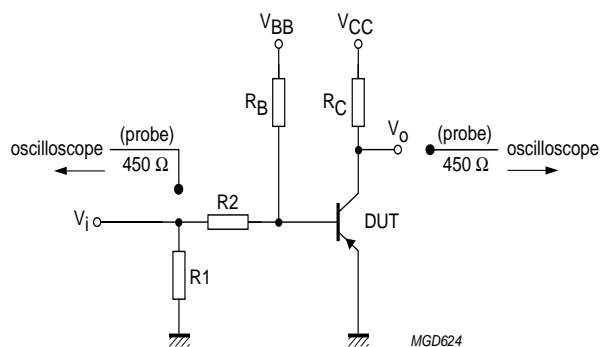 VBB
VCC
RB
RC
Vo
(probe)
450 Ω
oscilloscope
(probe)
450 Ω
oscilloscope
R2
Vi
DUT
R1
MGD624